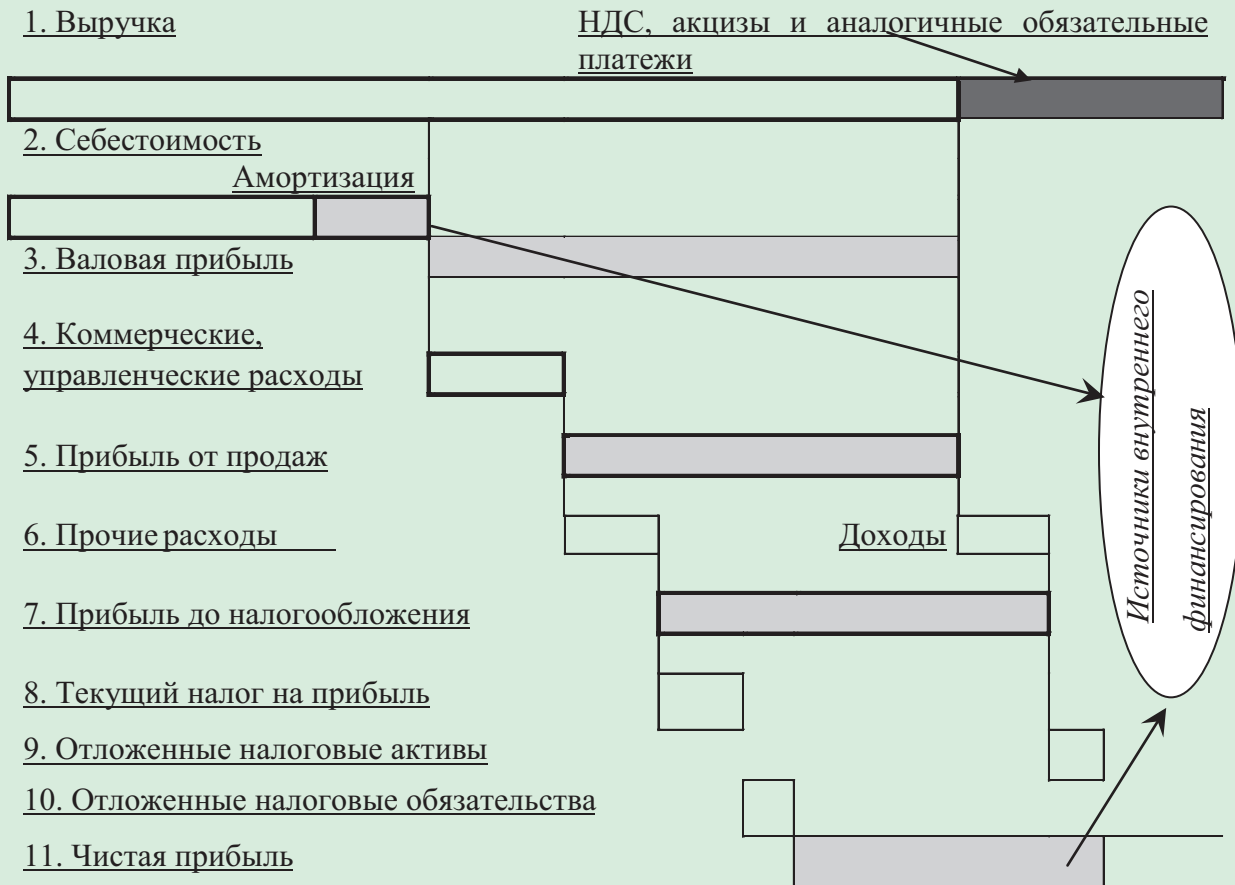 1. Выручка
НДС, акцизы и аналогичные обязательные
платежи
2. Себестоимость
Амортизация
3. Валовая прибыль
4. Коммерческие,
управленческие расходы
5. Прибыль от продаж
6. Прочие расходы
Доходы
7. Прибыль до налогообложения
8. Текущий налог на прибыль
9. Отложенные налоговые активы
10. Отложенные налоговые обязательства
11. Чистая прибыль
Источники внутреннего
финансирования